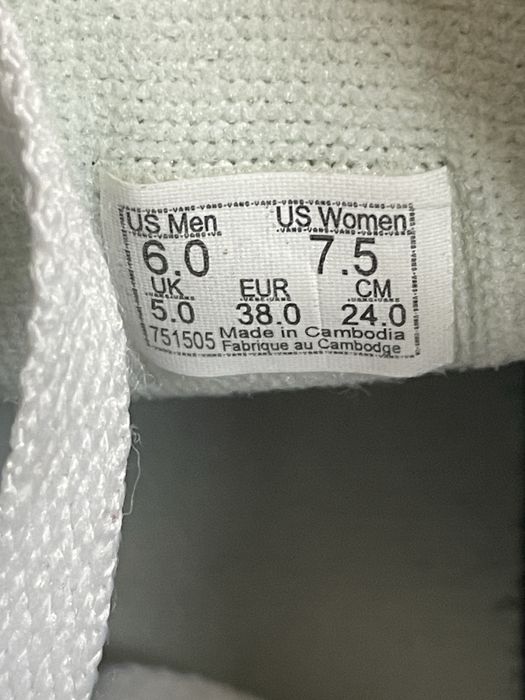 US Men US Women
6.0 7.5
UK EUR CM
5.0 38.0 24.0
751505 Made in Cambodia
Fabrique au Cambodge